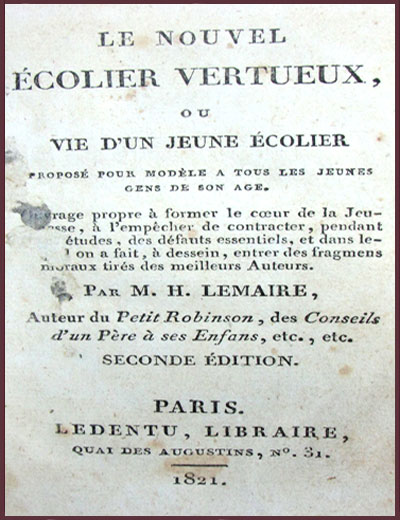 LE NOUVEL
ÉCOLIER VERTUEUX,
OU
VIE D'UN JEUNE ÉCOLIER
PROPOSÉ POUR MODÈLE A TOUS LES JEUNES
GENS DE SON AGE.
Ouvrage propre à former le cœur de la Jeu-
sse, à l'empêcher de contracter, pendant
études, des défauts essentiels, et dans le-
l on a fait, à dessein, entrer des fragmens
moraux tirés des meilleurs Auteurs.
PAR M. H. LEMAIRE,
Auteur du Petit Robinson, des Conseils
d'un Père à ses Enfans, etc., etc.
SECONDE ÉDITION.
PARIS.
LEDENTU, LIBRAIRE,
QUAI DES AUGUSTINS, N°. 31.
1821.